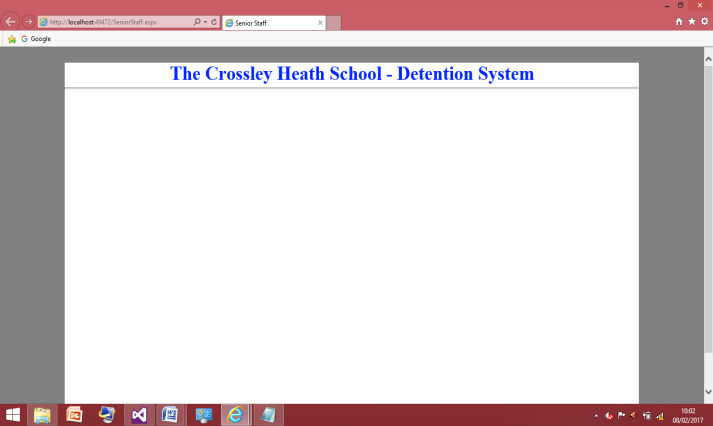 http://localhost:49472/SeniorStaff.aspx
Senior Staff
Google
The Crossley Heath School - Detention System
10:02
08/02/2017